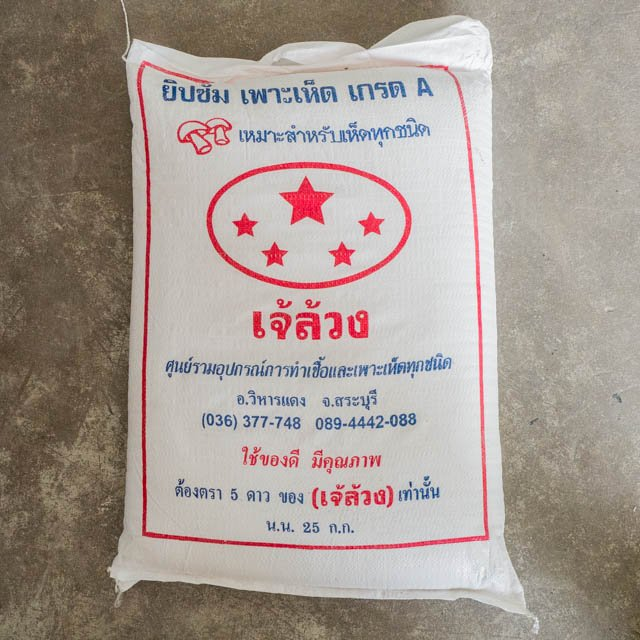 ยิปซั่ม เพาะเห็ด เกรด A
เหมาะสำหรับเห็ดทุกชนิด
เจ้ล้วง
ศูนย์รวมอุปกรณ์การทำเชื้อและเพาะเห็ดทุกชนิด
อ.วิหารแดง จ.สระบุรี
(036) 377-748 089-4442-088
ใช้ของดี มีคุณภาพ
ต้องตรา 5 ดาว ของ (เจ้ล้วง) เท่านั้น
น.น. 25 ก.ก.